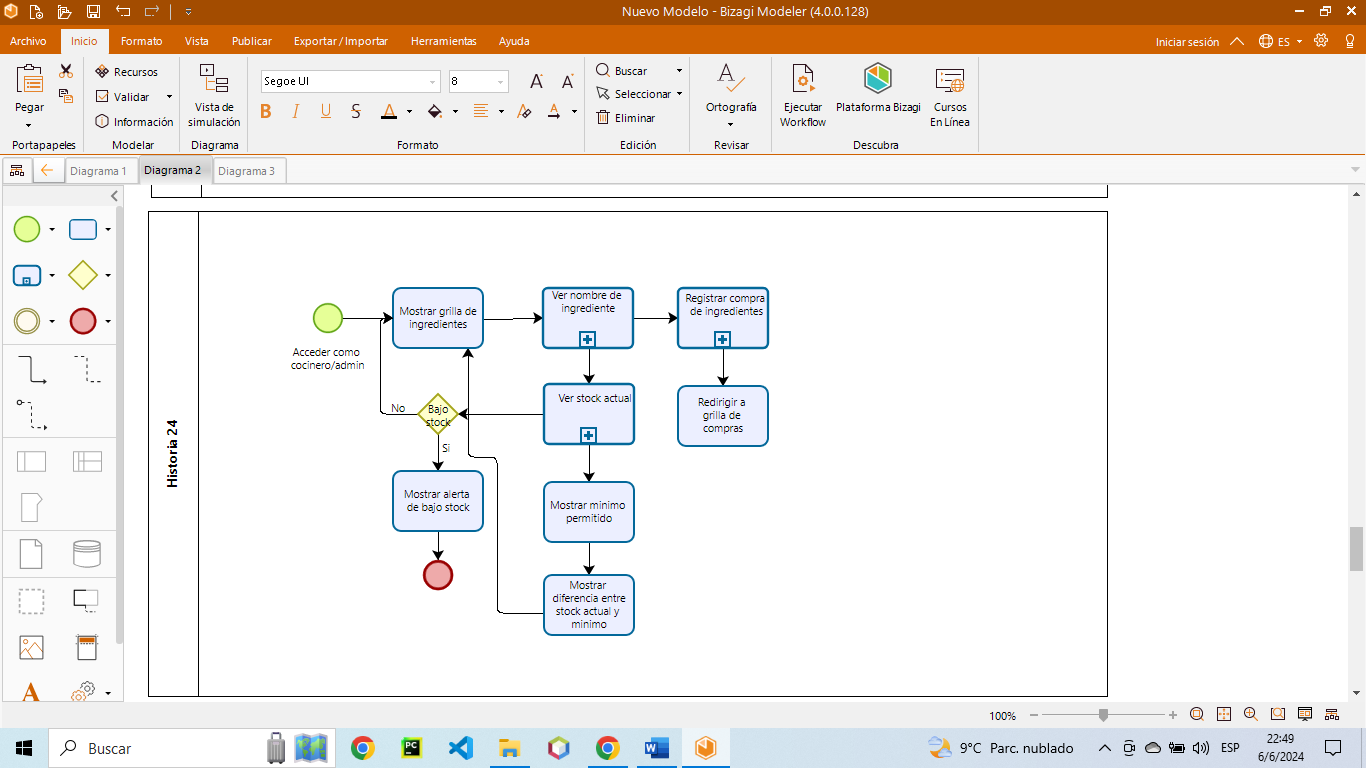 Nuevo Modelo - Bizagi Modeler (4.0.0.128)
Archivo Inicio Formato Vista Publicar Exportar / Importar Herramientas Ayuda Iniciar sesión ES
Pegar
Recursos
Validar
Información
Vista de
simulación
Segoe UI 8
B I U S A
Buscar
Seleccionar
Eliminar
Ortografía
Ejecutar
Workflow
Plataforma Bizagi
Cursos
En Línea
Portapapeles Modelar Diagrama Formato Edición Revisar Descubra
Diagrama 1 Diagrama 2 Diagrama 3
Historia 24
Acceder como
cocinero/admin
Mostrar grilla de
ingredientes
Ver nombre de
ingrediente
Registrar compra
de ingredientes
Ver stock actual
Redirigir a
grilla de
compras
No
Bajo
stock
Si
Mostrar alerta
de bajo stock
Mostrar minimo
permitido
Mostrar
diferencia entre
stock actual y
minimo
100%
Buscar
9°C Parc. nublado
ESP
22:49
6/6/2024